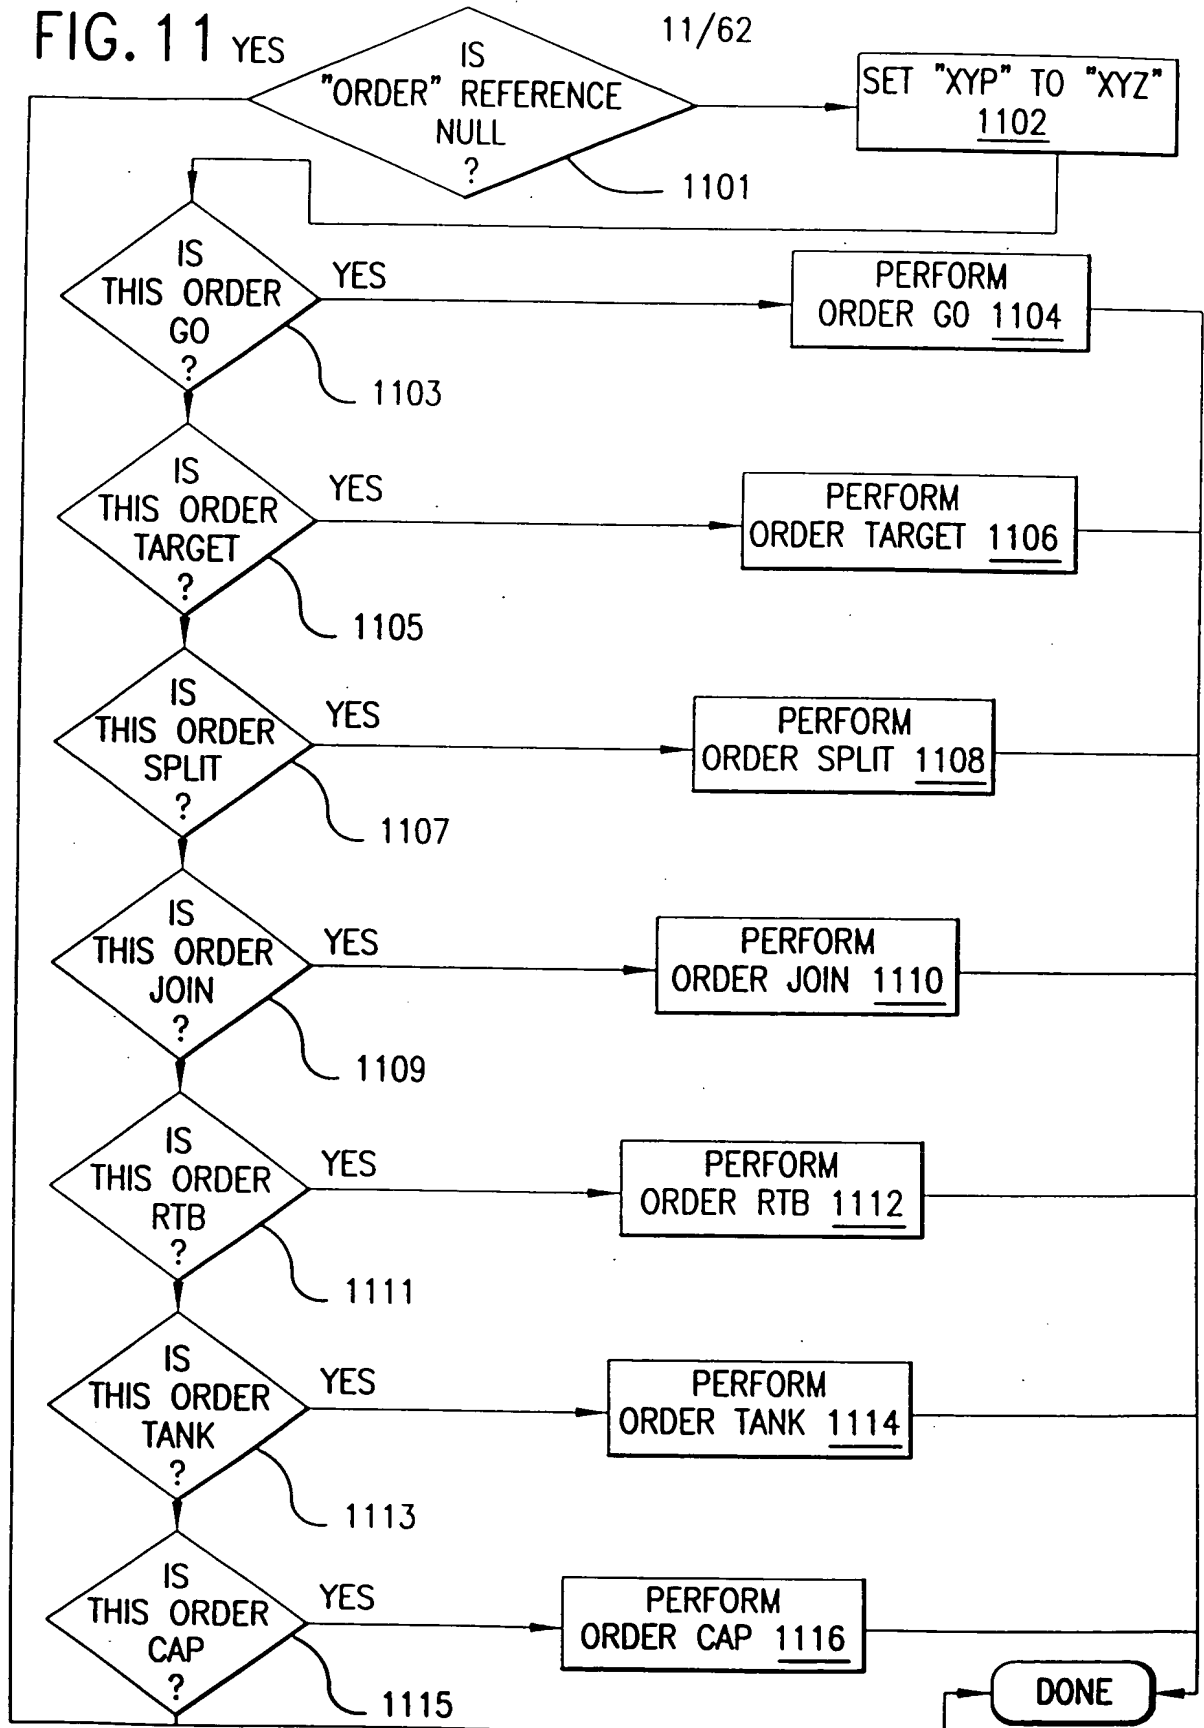 FIG. 11
11/62
YES
IS
"ORDER" REFERENCE
NULL
?
1101
SET "XYP" TO "XYZ"
1102
IS
THIS ORDER
GO
?
YES
1103
PERFORM
ORDER GO 1104
IS
THIS ORDER
TARGET
?
YES
1105
PERFORM
ORDER TARGET 1106
IS
THIS ORDER
SPLIT
?
YES
1107
PERFORM
ORDER SPLIT 1108
IS
THIS ORDER
JOIN
?
YES
1109
PERFORM
ORDER JOIN 1110
IS
THIS ORDER
RTB
?
YES
1111
PERFORM
ORDER RTB 1112
IS
THIS ORDER
TANK
?
YES
1113
PERFORM
ORDER TANK 1114
IS
THIS ORDER
CAP
?
YES
1115
PERFORM
ORDER CAP 1116
DONE